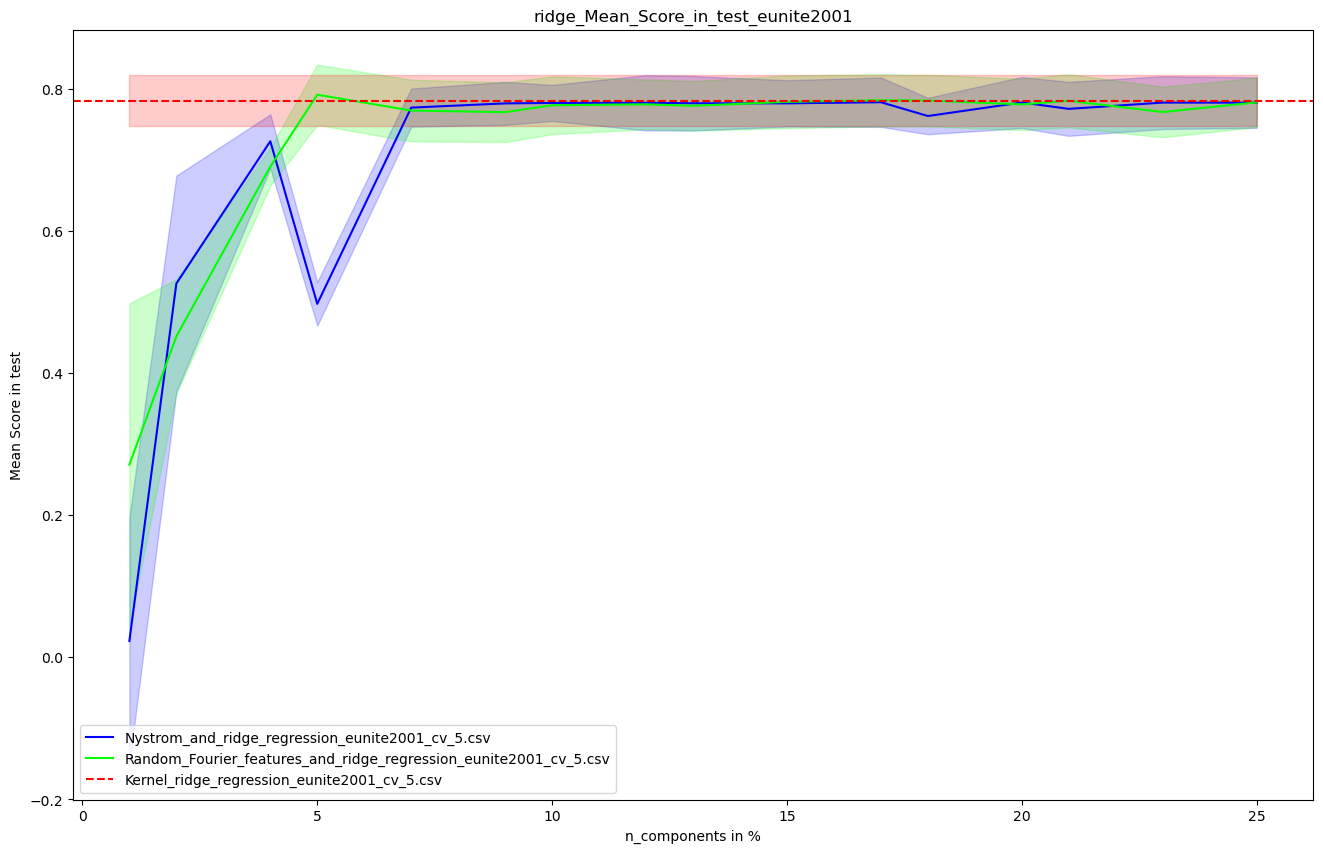 ridge_Mean_Score_in_test_eunite2001
Mean Score in test
0.8
0.6
0.4
0.2
0.0
−0.2
Nystrom_and_ridge_regression_eunite2001_cv_5.csv
Random_Fourier_features_and_ridge_regression_eunite2001_cv_5.csv
Kernel_ridge_regression_eunite2001_cv_5.csv
0 5 10 15 20 25
n_components in %